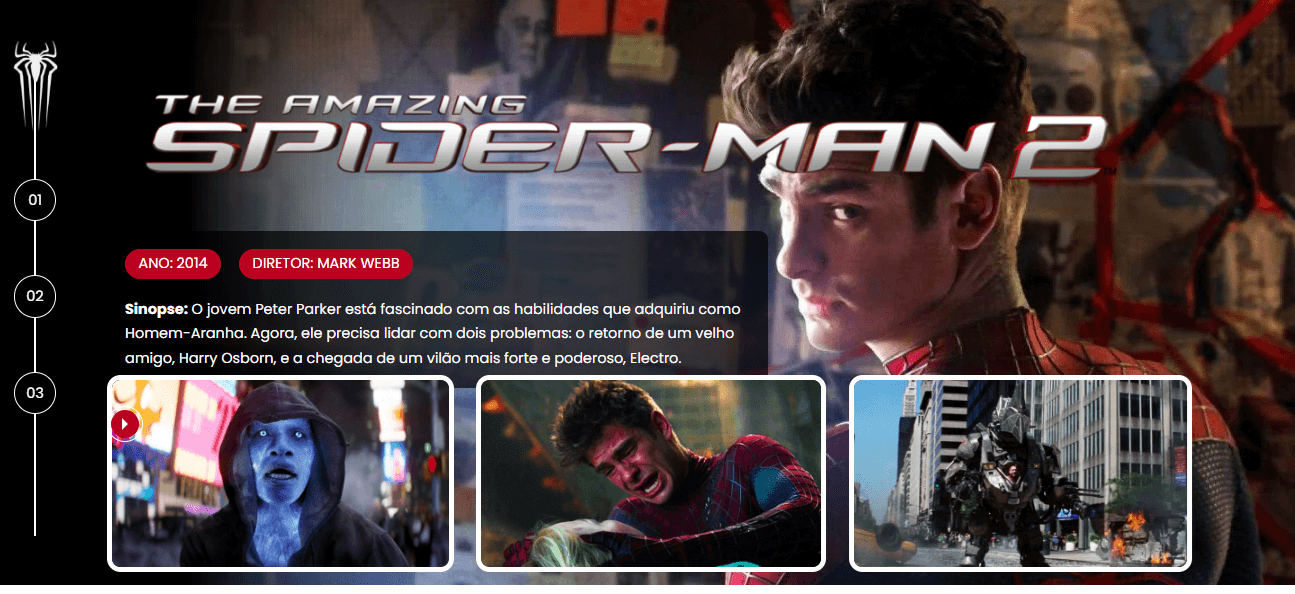 THE AMAZING
SPIDER-MAN 2
TM
01
02
03
ANO: 2014
DIRETOR: MARK WEBB
Sinopse: O jovem Peter Parker está fascinado com as habilidades que adquiriu como
Homem-Aranha. Agora, ele precisa lidar com dois problemas: o retorno de um velho
amigo, Harry Osborn, e a chegada de um vilão mais forte e poderoso, Electro.